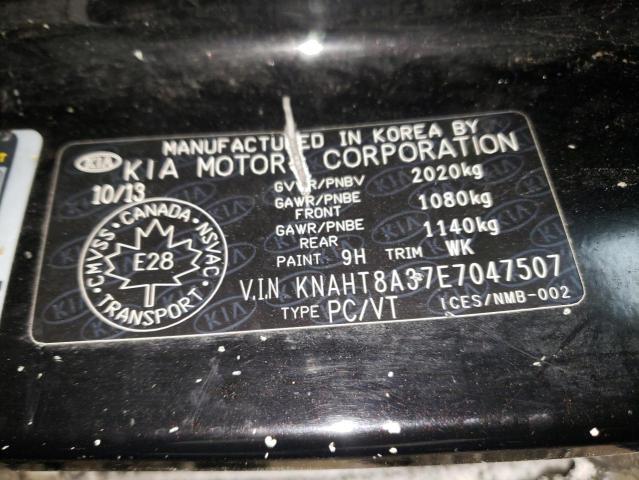 MANUFACTURED IN KOREA BY
KIA KIA MOTORS CORPORATION
10/13
GVWR/PNBV 2020kg
GAWR/PNBE FRONT 1080kg
GAWR/PNBE REAR 1140kg
PAINT 9H TRIM WK
CMVSS · CANADA · NSVAC
E28
TRANSPORT
V.I.N KNAHT8A37E7047507
TYPE PC/VT ICES/NMB-002